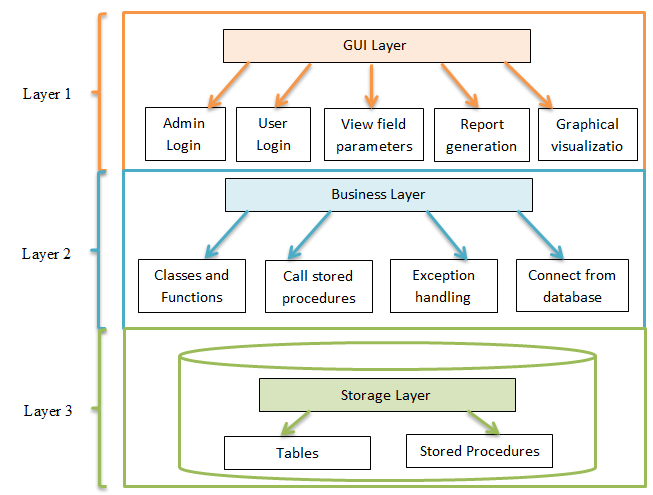 Layer 1
GUI Layer
Admin
Login
User
Login
View field
parameters
Report
generation
Graphical
visualizatio
Layer 2
Business Layer
Classes and
Functions
Call stored
procedures
Exception
handling
Connect from
database
Layer 3
Storage Layer
Tables
Stored Procedures